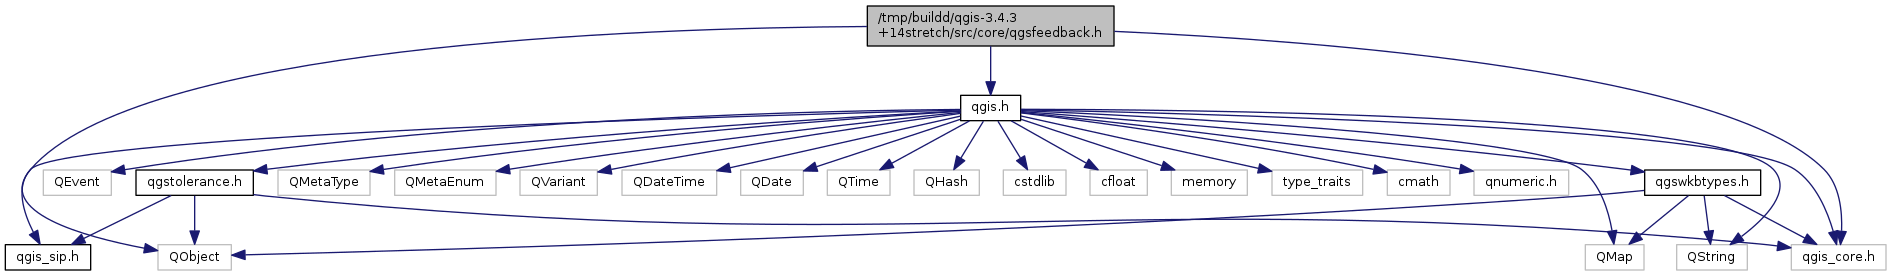 /tmp/buildd/qgis-3.4.3
+14stretch/src/core/qgsfeedback.h
qgis.h
QEvent
qgstolerance.h
QMetaType
QMetaEnum
QVariant
QDateTime
QDate
QTime
QHash
cstdlib
cfloat
memory
type_traits
cmath
qnumeric.h
qgswkbtypes.h
qgis_sip.h
QObject
QMap
QString
qgis_core.h